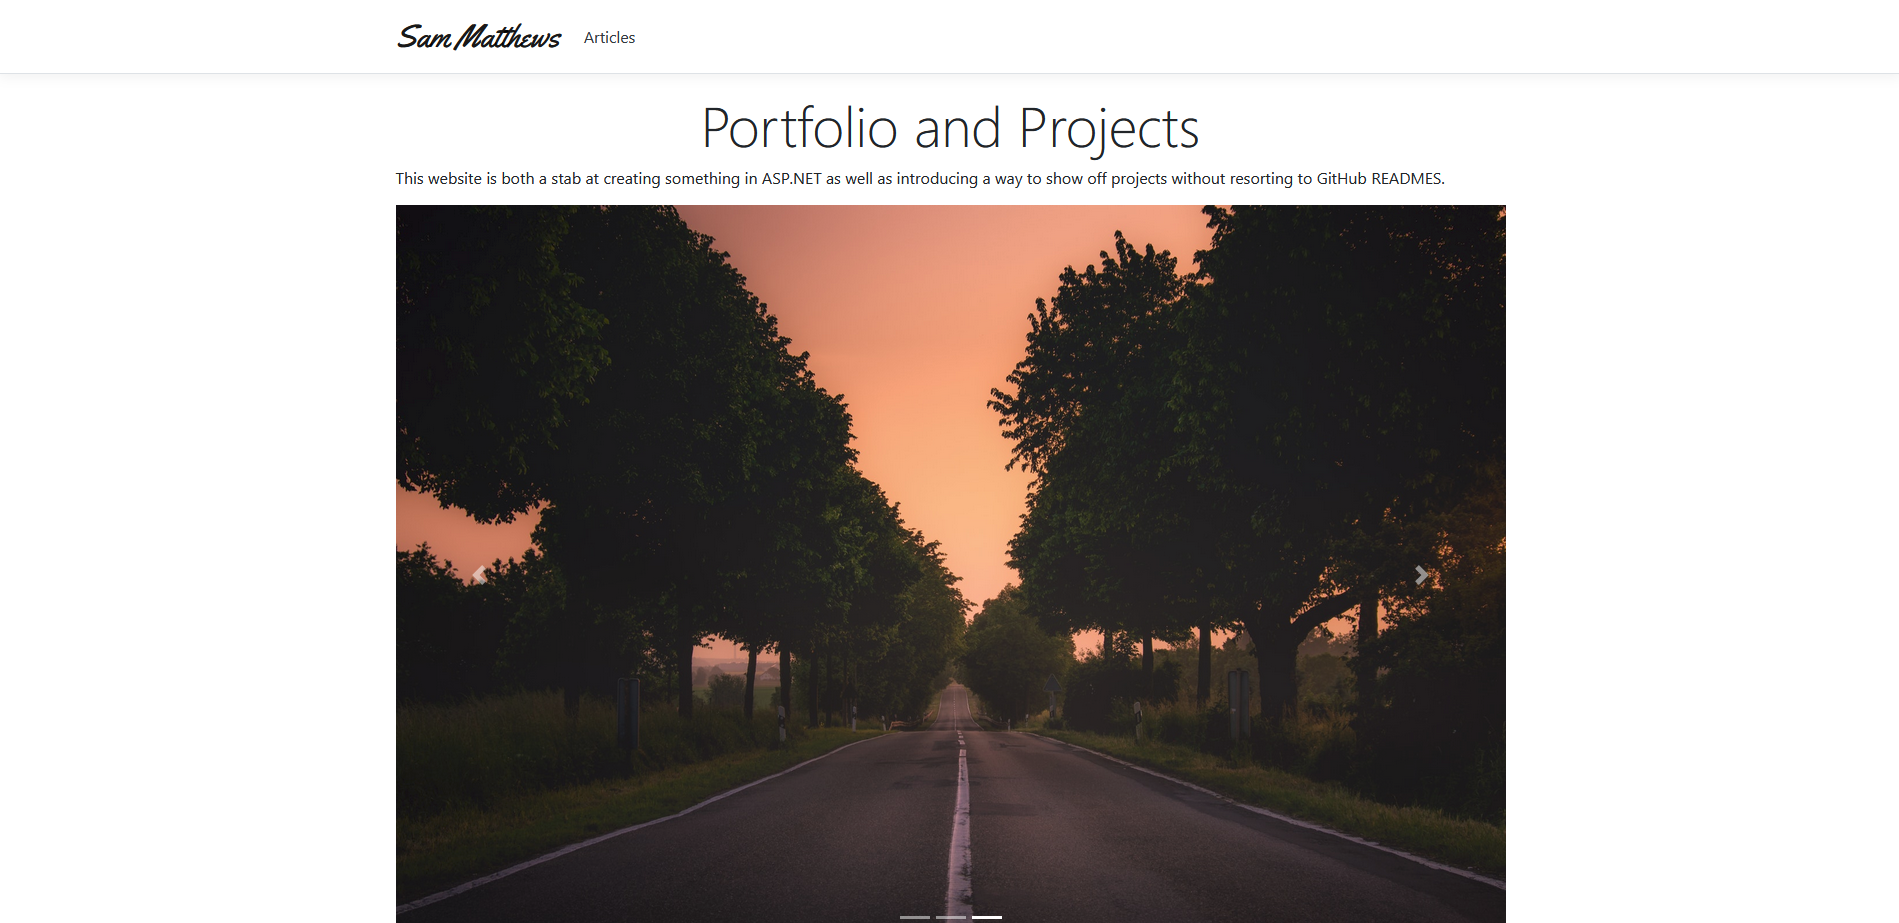 Sam Matthews
Articles
Portfolio and Projects
This website is both a stab at creating something in ASP.NET as well as introducing a way to show off projects without resorting to GitHub READMES.